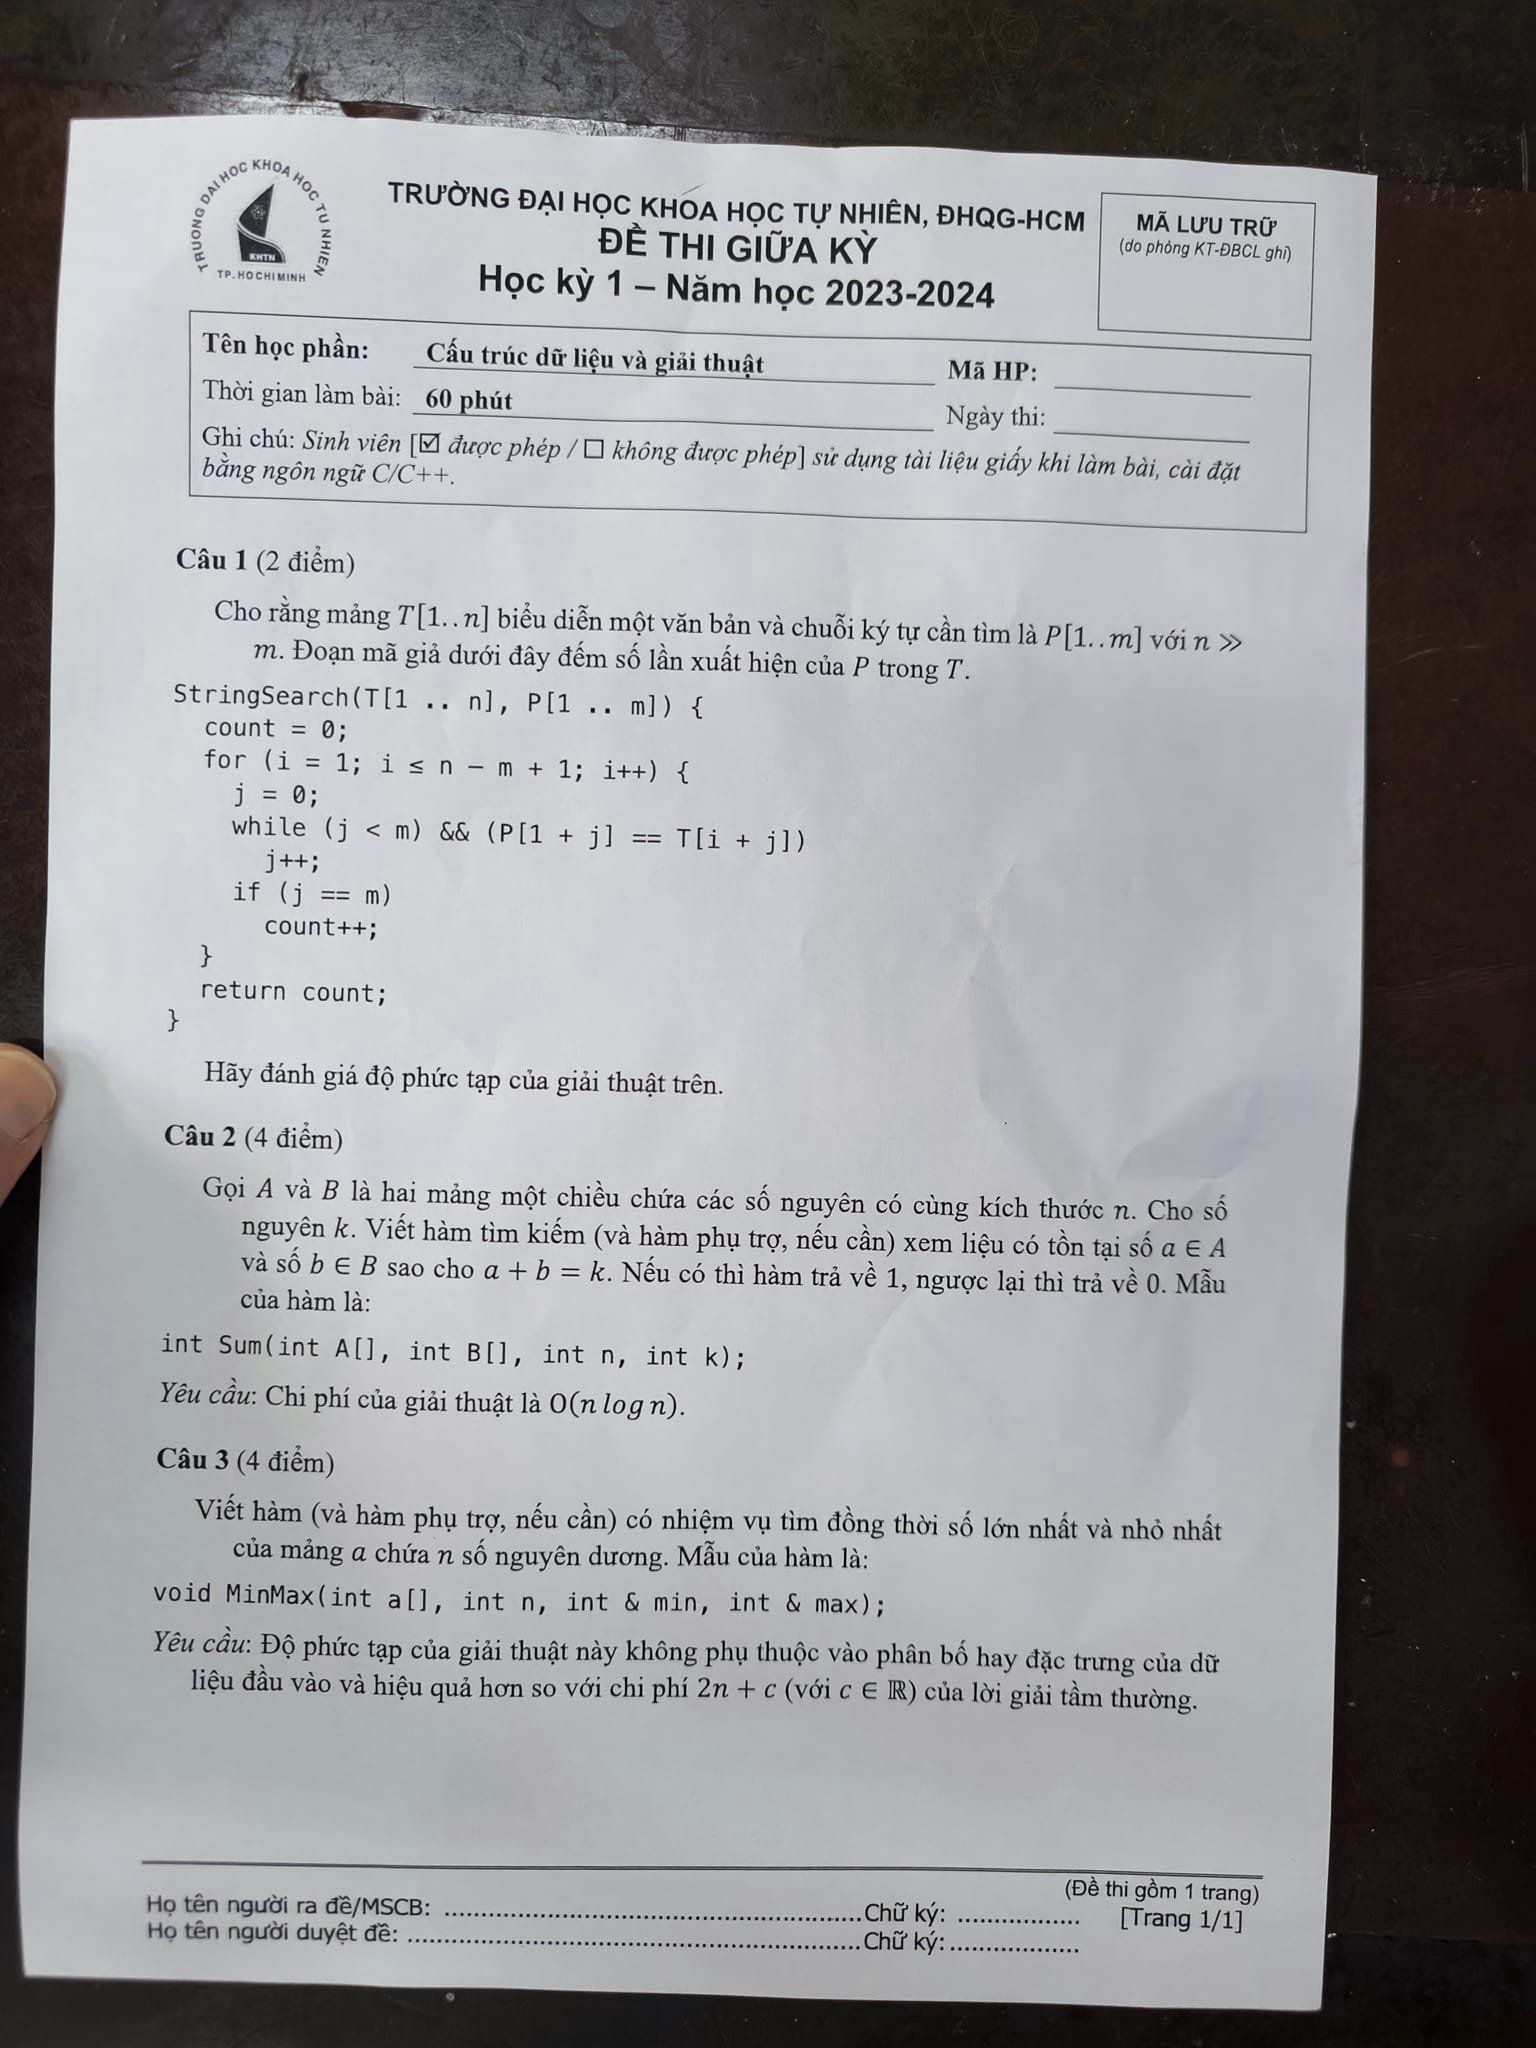 TRUONG DAI HOC KHOA HOC TU NHIEN
KHTN
TP.HOCHIMINH
TRƯỜNG ĐẠI HỌC KHOA HỌC TỰ NHIÊN, ĐHQG-HCM
ĐỀ THI GIỮA KỲ
Học kỳ 1 – Năm học 2023-2024
MÃ LƯU TRỮ
(do phòng KT-ĐBCL ghi)
Tên học phần: Cấu trúc dữ liệu và giải thuật Mã HP:
Thời gian làm bài: 60 phút Ngày thi:
Ghi chú: Sinh viên [☑ được phép / ☐ không được phép] sử dụng tài liệu giấy khi làm bài, cài đặt
bằng ngôn ngữ C/C++.
Câu 1 (2 điểm)
Cho rằng mảng T[1..n] biểu diễn một văn bản và chuỗi ký tự cần tìm là P[1..m] với n ≫
m. Đoạn mã giả dưới đây đếm số lần xuất hiện của P trong T.
StringSearch(T[1 .. n], P[1 .. m]) {
count = 0;
for (i = 1; i ≤ n – m + 1; i++) {
j = 0;
while (j < m) && (P[1 + j] == T[i + j])
j++;
if (j == m)
count++;
}
return count;
}
Hãy đánh giá độ phức tạp của giải thuật trên.
Câu 2 (4 điểm)
Gọi A và B là hai mảng một chiều chứa các số nguyên có cùng kích thước n. Cho số
nguyên k. Viết hàm tìm kiếm (và hàm phụ trợ, nếu cần) xem liệu có tồn tại số a ∈ A
và số b ∈ B sao cho a + b = k. Nếu có thì hàm trả về 1, ngược lại thì trả về 0. Mẫu
của hàm là:
int Sum(int A[], int B[], int n, int k);
Yêu cầu: Chi phí của giải thuật là O(n log n).
Câu 3 (4 điểm)
Viết hàm (và hàm phụ trợ, nếu cần) có nhiệm vụ tìm đồng thời số lớn nhất và nhỏ nhất
của mảng a chứa n số nguyên dương. Mẫu của hàm là:
void MinMax(int a[], int n, int & min, int & max);
Yêu cầu: Độ phức tạp của giải thuật này không phụ thuộc vào phân bố hay đặc trưng của dữ
liệu đầu vào và hiệu quả hơn so với chi phí 2n + c (với c ∈ ℝ) của lời giải tầm thường.
(Đề thi gồm 1 trang)
Họ tên người ra đề/MSCB: ............................................................Chữ ký: .................. [Trang 1/1]
Họ tên người duyệt đề: .................................................................Chữ ký:...................